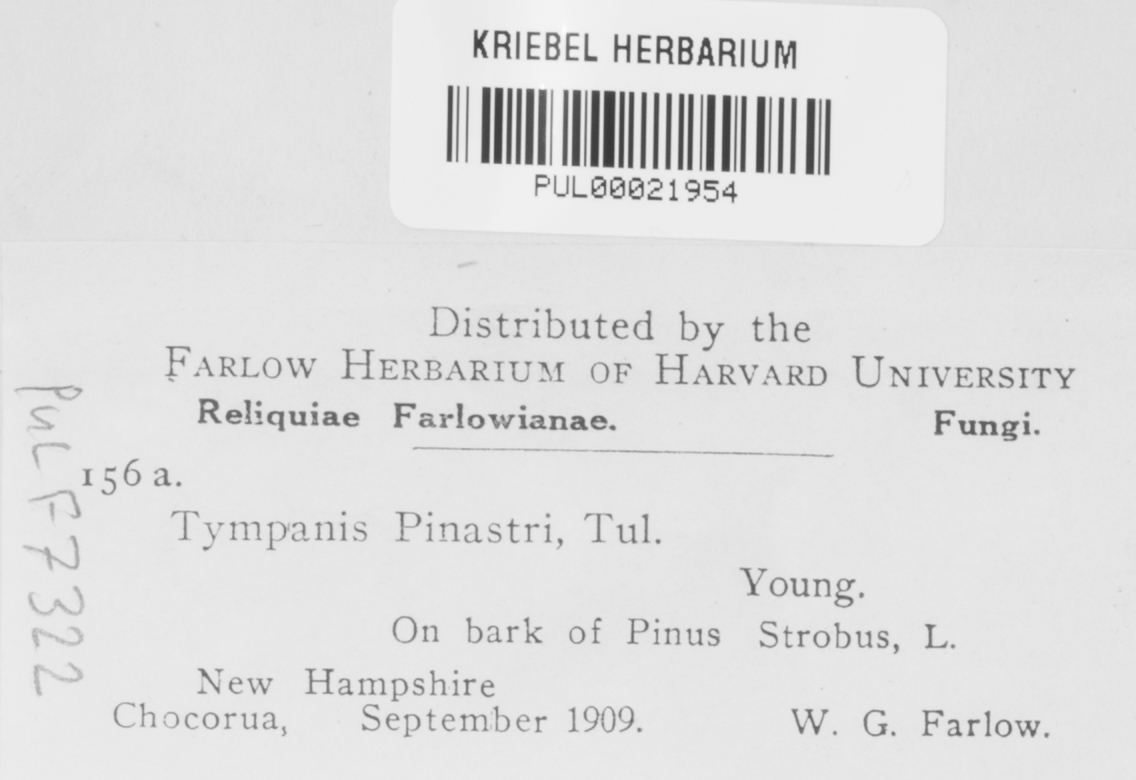 KRIEBEL HERBARIUM
PUL00021954
Distributed by the
FARLOW HERBARIUM OF HARVARD UNIVERSITY
Reliquiae Farlowianae. Fungi.
156 a.
Tympanis Pinastri, Tul.
Young.
On bark of Pinus Strobus, L.
New Hampshire
Chocorua, September 1909. W. G. Farlow.
PUL F7322